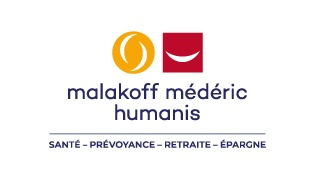 malakoff médéric
humanis
SANTÉ – PRÉVOYANCE – RETRAITE – ÉPARGNE